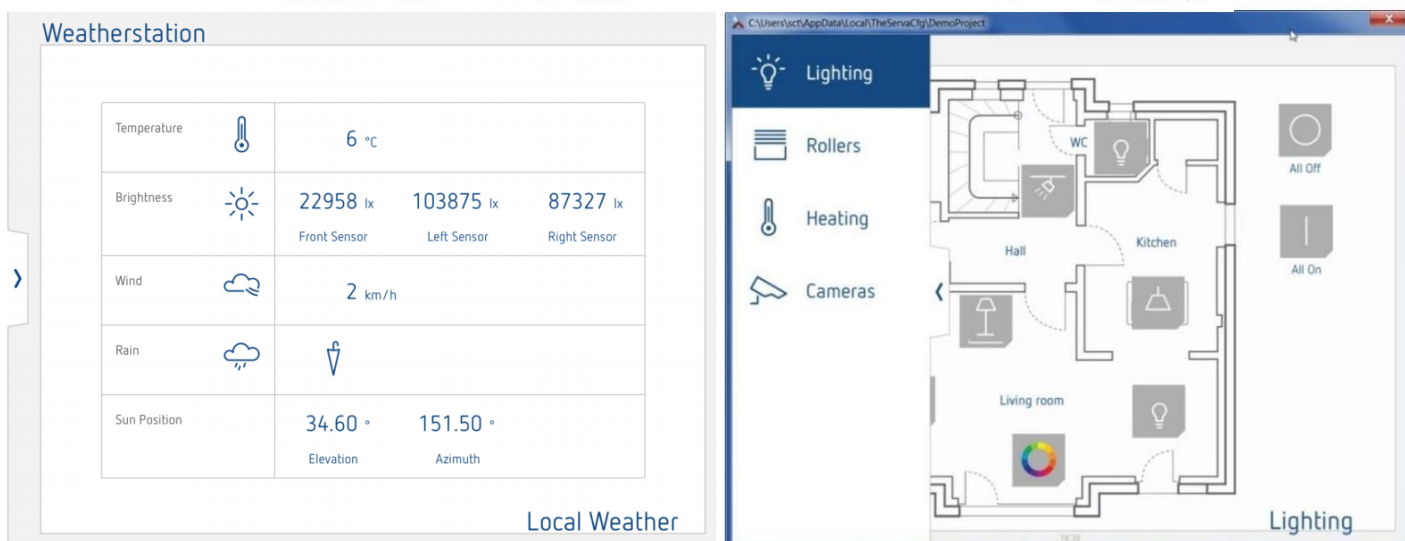 Weatherstation
Temperature
6 °C
Brightness
22958 lx 103875 lx 87327 lx
Front Sensor Left Sensor Right Sensor
Wind
2 km/h
Rain
Sun Position
34.60 ° 151.50 °
Elevation Azimuth
Local Weather
C:\Users\sct\AppData\Local\TheServaCfg\DemoProject
Lighting
Rollers
Heating
Cameras
WC
Hall
Kitchen
Living room
All Off
All On
Lighting
18:39